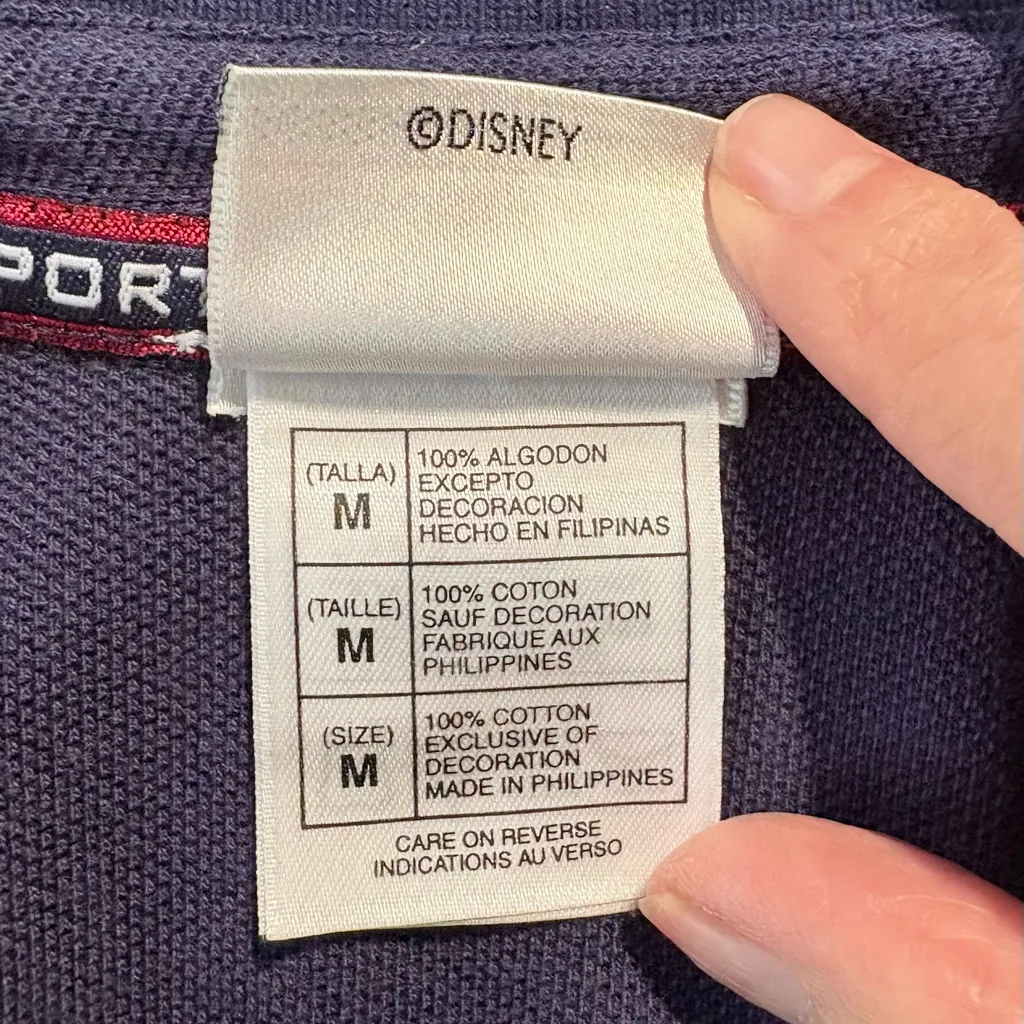 ©DISNEY
PORT
(TALLA)
M
100% ALGODON
EXCEPTO
DECORACION
HECHO EN FILIPINAS
(TAILLE)
M
100% COTON
SAUF DECORATION
FABRIQUE AUX
PHILIPPINES
(SIZE)
M
100% COTTON
EXCLUSIVE OF
DECORATION
MADE IN PHILIPPINES
CARE ON REVERSE
INDICATIONS AU VERSO